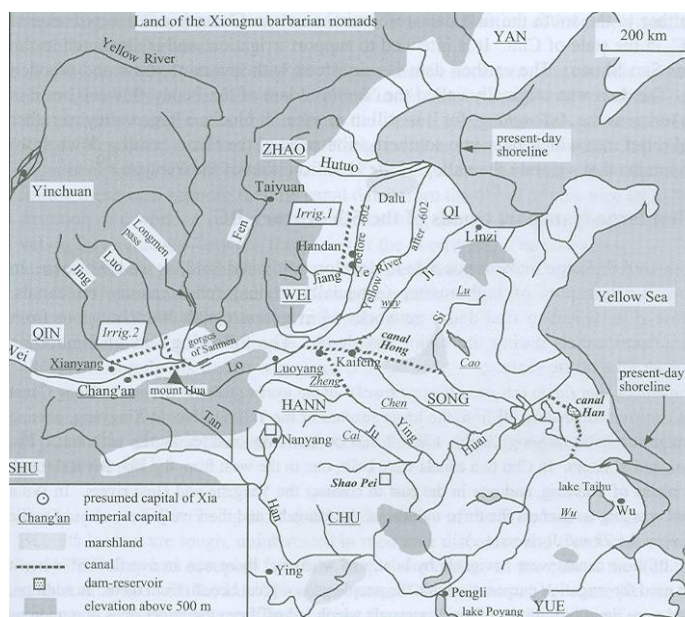 Land of the Xiongnu barbarian nomads
YAN
200 km
Yellow River
ZHAO
Hutuo
present-day
shoreline
Yinchuan
Taiyuan
Irrig.1
Dalu
QI
Linzi
Longmen
pass
Fen
Handan
before -602
after -602
Luo
Jing
Jiang
Ye
Yellow River
Ji
Yellow Sea
WEI
Lu
wey
Si
QIN
Irrig.2
gorges of Sanmen
canal
Hong
Wei
Xianyang
Lo
Luoyang
Kaifeng
Cao
present-day
shoreline
Chang'an
mount Hua
Zheng
canal
Han
HANN
Chen
SONG
Tan
Ju
Ying
Nanyang
Cai
Huai
SHU
Shao Pei
lake Taihu
presumed capital of Xia
Han
Wu
Wu
Chang'an
imperial capital
CHU
marshland
canal
dam-reservoir
Ying
Pengli
elevation above 500 m
lake Poyang
YUE